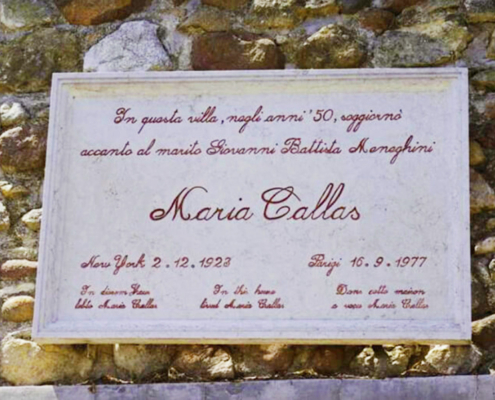 In questa villa, negli anni '50, soggiornò
accanto al marito Giovanni Battista Meneghini
Maria Callas
New York 2.12.1923 Parigi 16.9.1977
In diesem Haus In this house Dans cette maison
lebte Maria Callas lived Maria Callas a vécu Maria Callas